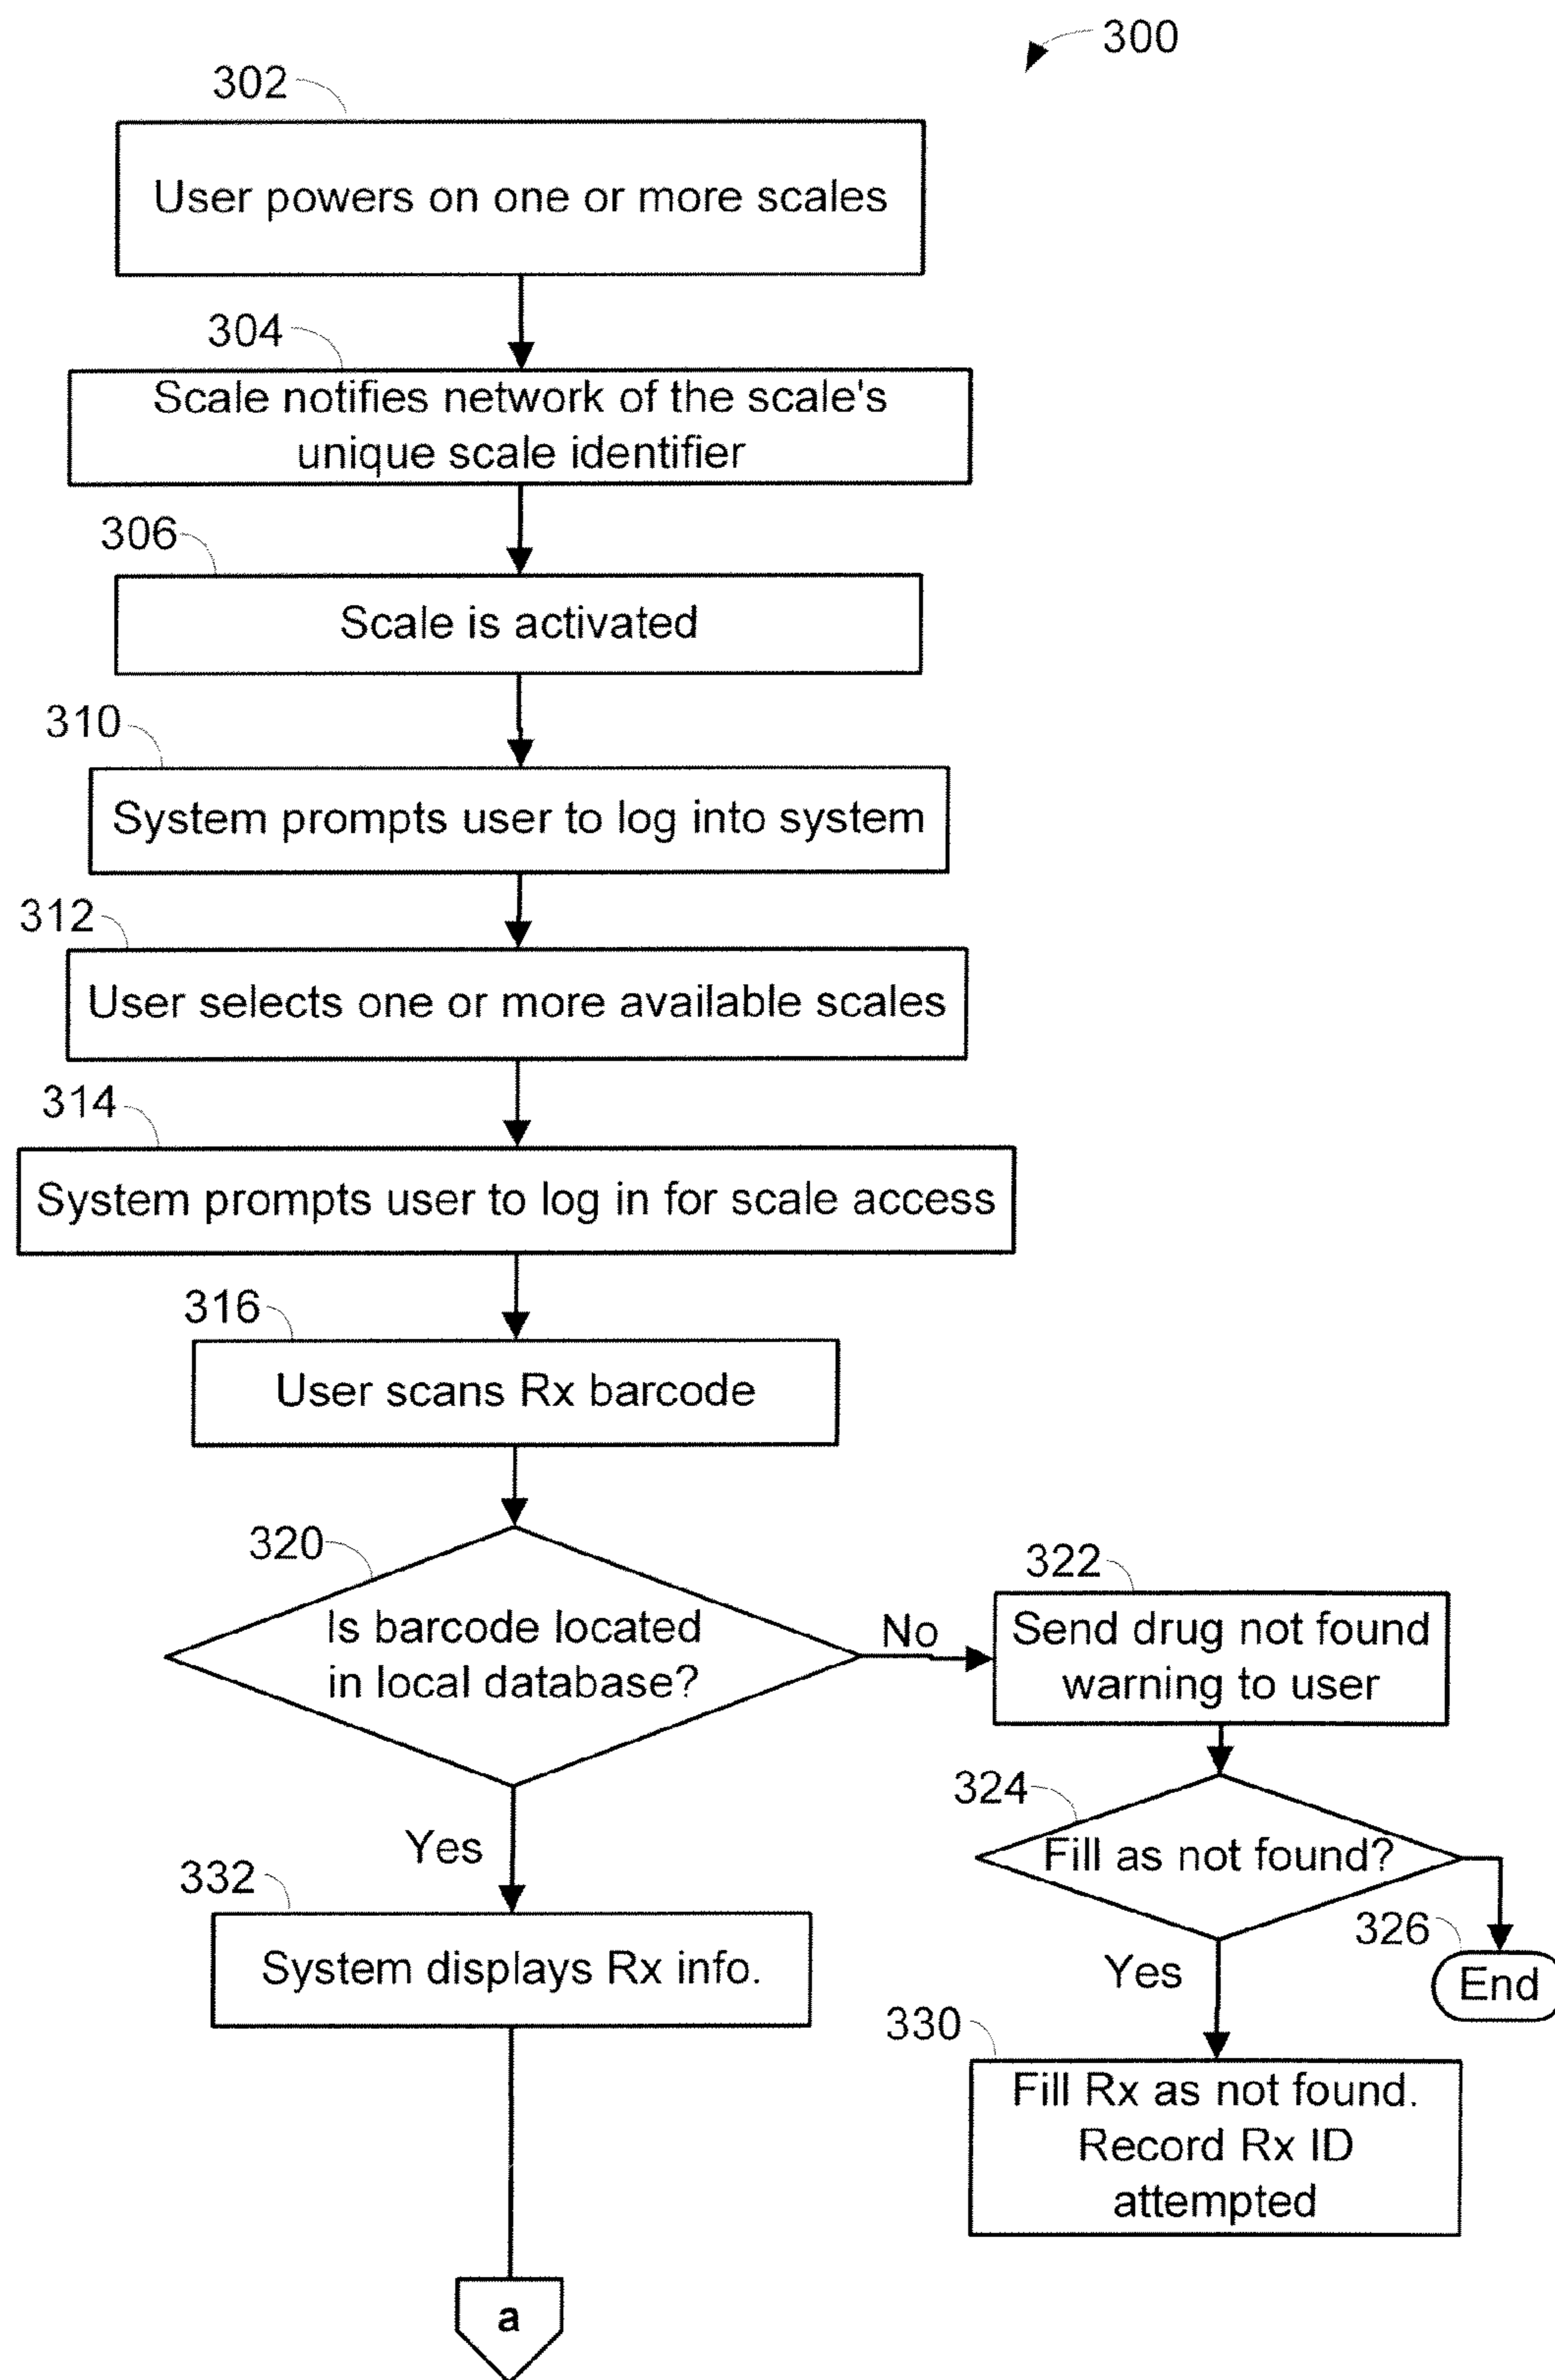 300
302
User powers on one or more scales
304
Scale notifies network of the scale's
unique scale identifier
306
Scale is activated
310
System prompts user to log into system
312
User selects one or more available scales
314
System prompts user to log in for scale access
316
User scans Rx barcode
320
Is barcode located
in local database?
No
322
Send drug not found
warning to user
324
Fill as not found?
326
End
Yes
330
Fill Rx as not found.
Record Rx ID
attempted
Yes
332
System displays Rx info.
a